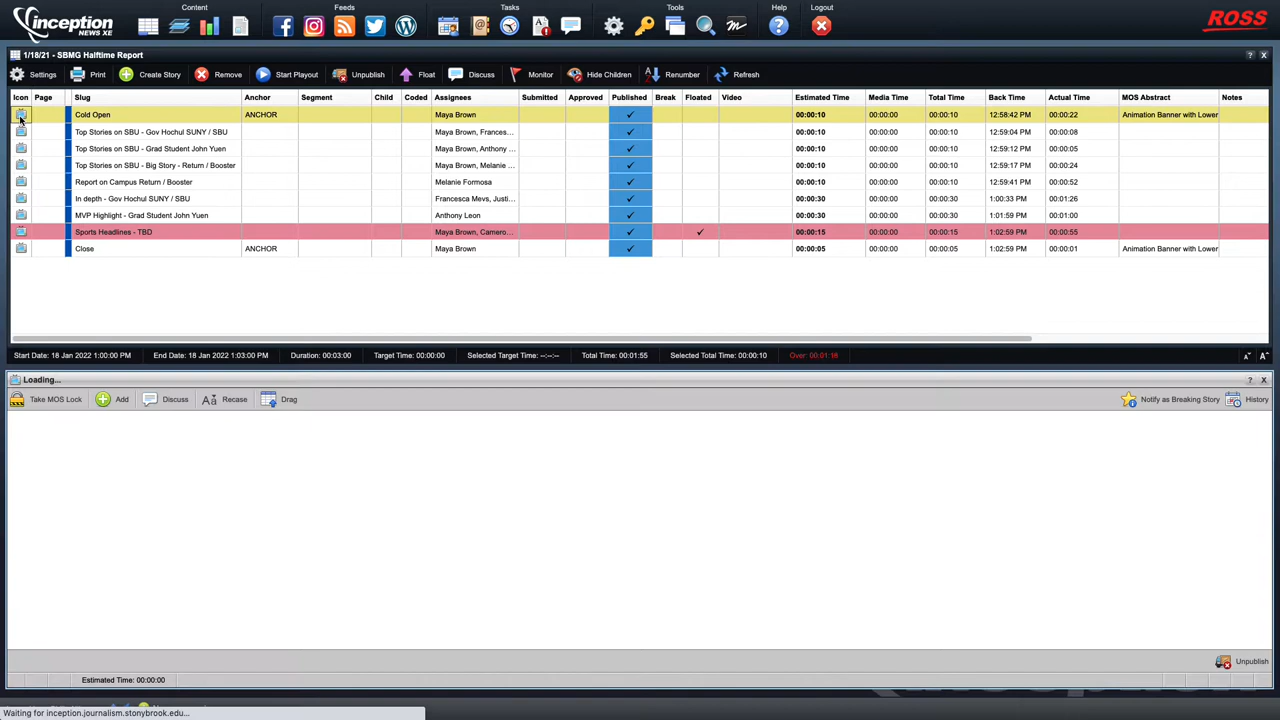 inception
NEWS XE
Content Feeds Tasks Tools Help Logout
ROSS
1/18/21 - SBMG Halftime Report ? X
Settings Print Create Story Remove Start Playout Unpublish Float Discuss Monitor Hide Children Renumber Refresh
Icon Page Slug Anchor Segment Child Coded Assignees Submitted Approved Published Break Floated Video Estimated Time Media Time Total Time Back Time Actual Time MOS Abstract Notes
Cold Open ANCHOR Maya Brown ✓ 00:00:10 00:00:00 00:00:10 12:58:42 PM 00:00:22 Animation Banner with Lower
Top Stories on SBU - Gov Hochul SUNY / SBU Maya Brown, Frances... ✓ 00:00:10 00:00:00 00:00:10 12:59:04 PM 00:00:08
Top Stories on SBU - Grad Student John Yuen Maya Brown, Anthony ... ✓ 00:00:10 00:00:00 00:00:10 12:59:12 PM 00:00:05
Top Stories on SBU - Big Story - Return / Booster Maya Brown, Melanie ... ✓ 00:00:10 00:00:00 00:00:10 12:59:17 PM 00:00:24
Report on Campus Return / Booster Melanie Formosa ✓ 00:00:10 00:00:00 00:00:10 12:59:41 PM 00:00:52
In depth - Gov Hochul SUNY / SBU Francesca Mevs, Justi... ✓ 00:00:30 00:00:00 00:00:30 1:00:33 PM 00:01:26
MVP Highlight - Grad Student John Yuen Anthony Leon ✓ 00:00:30 00:00:00 00:00:30 1:01:59 PM 00:01:00
Sports Headlines - TBD Maya Brown, Camero... ✓ ✓ 00:00:15 00:00:00 00:00:15 1:02:59 PM 00:00:55
Close ANCHOR Maya Brown ✓ 00:00:05 00:00:00 00:00:05 1:02:59 PM 00:00:01 Animation Banner with Lower
Start Date: 18 Jan 2022 1:00:00 PM End Date: 18 Jan 2022 1:03:00 PM Duration: 00:03:00 Target Time: 00:00:00 Selected Target Time: --:--:-- Total Time: 00:01:55 Selected Total Time: 00:00:10 Over: 00:01:18
Loading... ? X
Take MOS Lock Add Discuss Recase Drag Notify as Breaking Story History
Unpublish
Estimated Time: 00:00:00
Waiting for inception.journalism.stonybrook.edu...